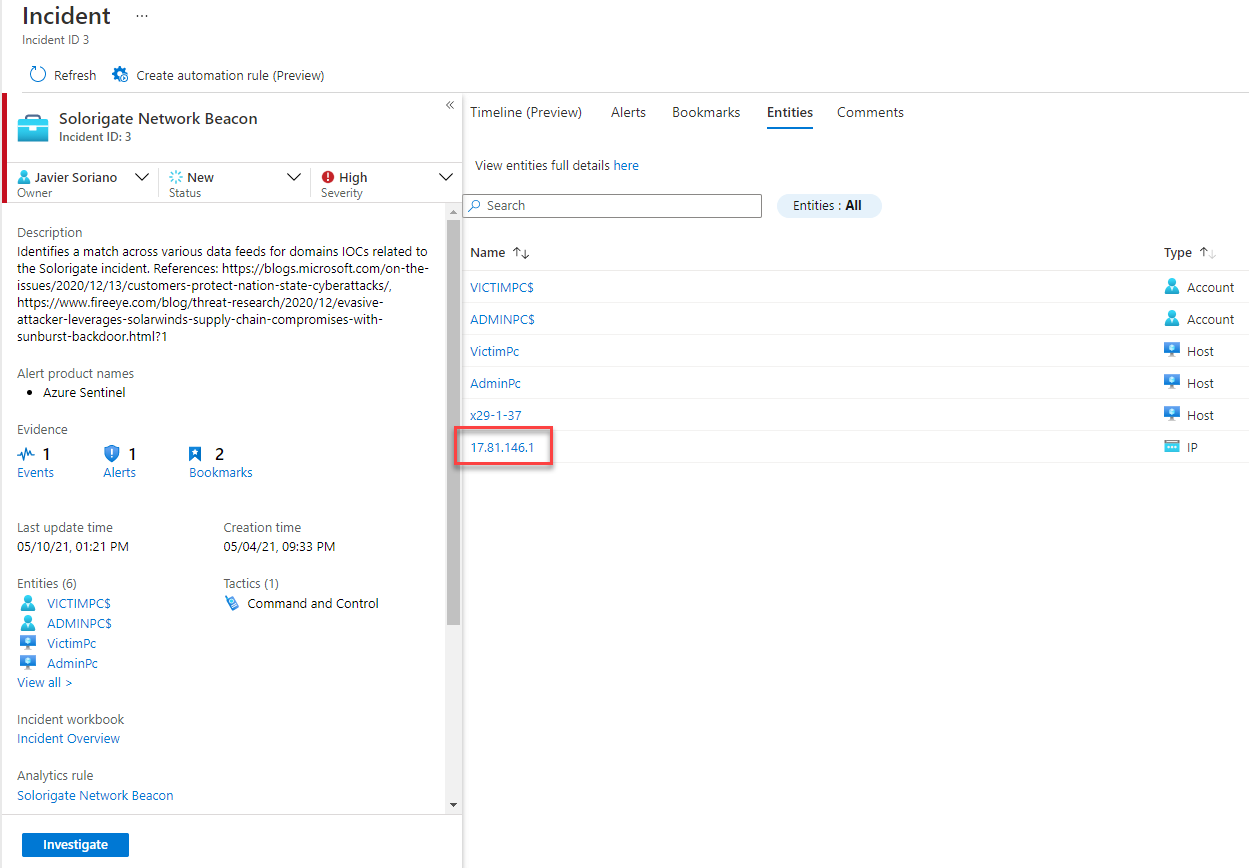 Incident ...
Incident ID 3
Refresh Create automation rule (Preview)
«
Solorigate Network Beacon
Incident ID: 3
Javier Soriano
Owner
New
Status
High
Severity
Description
Identifies a match across various data feeds for domains IOCs related to
the Solorigate incident. References: https://blogs.microsoft.com/on-the-
issues/2020/12/13/customers-protect-nation-state-cyberattacks/,
https://www.fireeye.com/blog/threat-research/2020/12/evasive-
attacker-leverages-solarwinds-supply-chain-compromises-with-
sunburst-backdoor.html?1
Alert product names
• Azure Sentinel
Evidence
1
Events
1
Alerts
2
Bookmarks
Last update time
05/10/21, 01:21 PM
Creation time
05/04/21, 09:33 PM
Entities (6)
VICTIMPC$
ADMINPC$
VictimPc
AdminPc
View all >
Tactics (1)
Command and Control
Incident workbook
Incident Overview
Analytics rule
Solorigate Network Beacon
Investigate
Timeline (Preview) Alerts Bookmarks Entities Comments
View entities full details here
Search
Entities : All
Name ↑↓ Type ↑↓
VICTIMPC$ Account
ADMINPC$ Account
VictimPc Host
AdminPc Host
x29-1-37 Host
17.81.146.1 IP